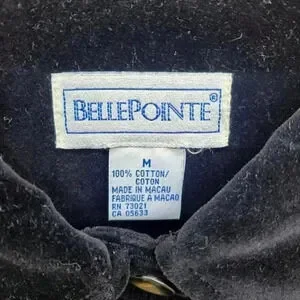 BELLEPOINTE®
M
100% COTTON/
COTON
MADE IN MACAU
FABRIQUE A MACAO
RN 73021
CA 05633